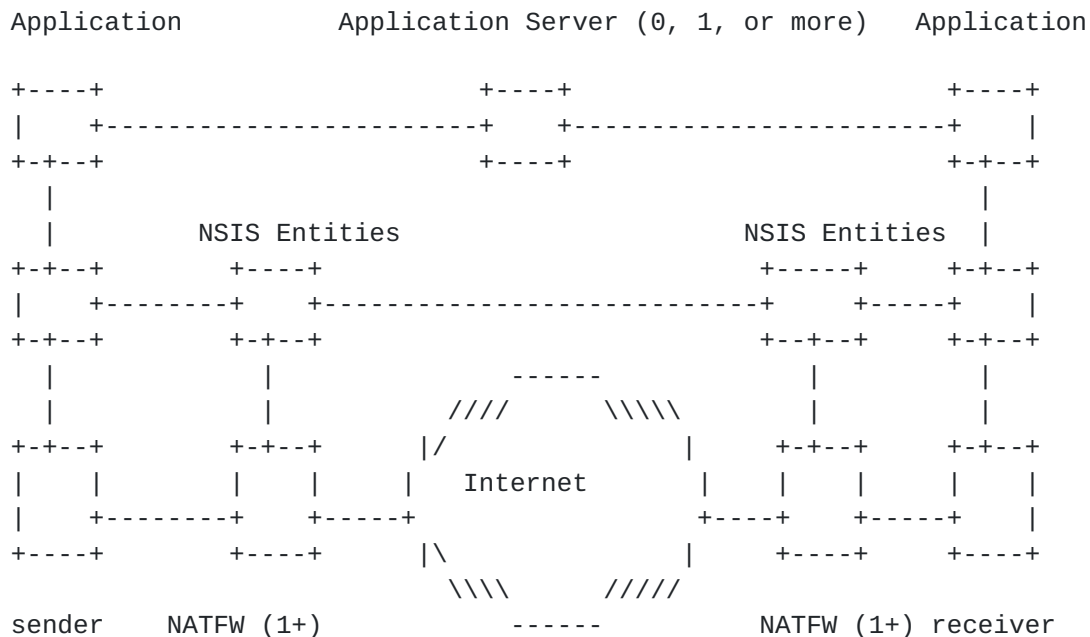 Application Application Server (0, 1, or more) Application
NSIS Entities NSIS Entities
Internet
sender NATFW (1+) NATFW (1+) receiver